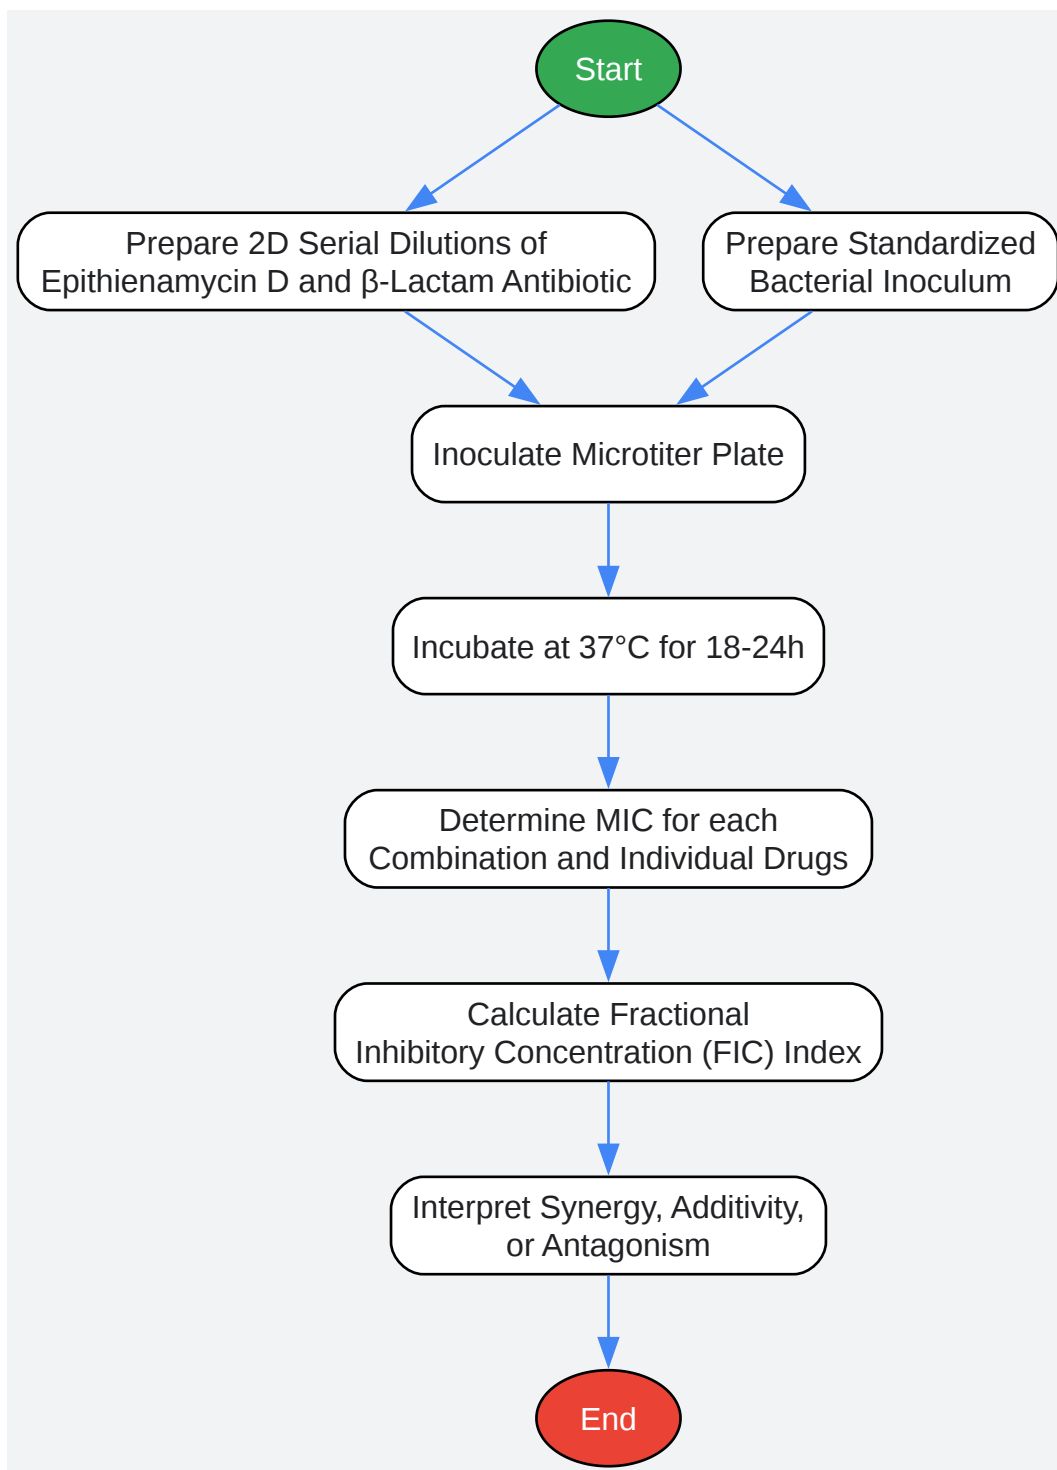 Start
Prepare 2D Serial Dilutions of
Epithienamycin D and β-Lactam Antibiotic
Prepare Standardized
Bacterial Inoculum
Inoculate Microtiter Plate
Incubate at 37°C for 18-24h
Determine MIC for each
Combination and Individual Drugs
Calculate Fractional
Inhibitory Concentration (FIC) Index
Interpret Synergy, Additivity,
or Antagonism
End